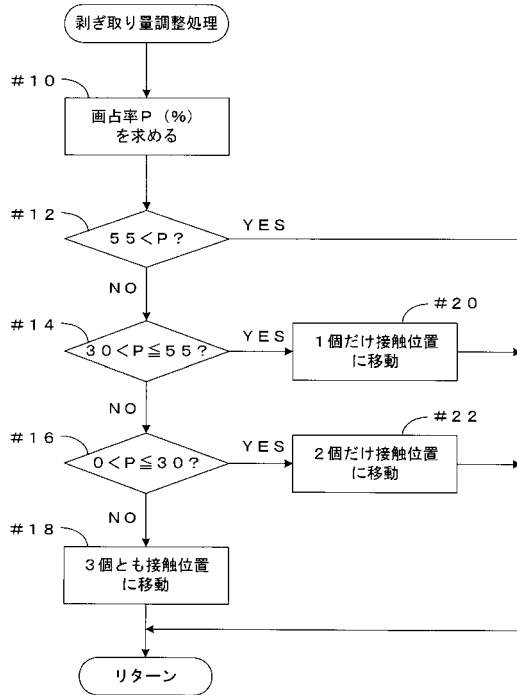 剥ぎ取り量調整処理
＃１０
画占率Ｐ（％）
を求める
＃１２
５５＜Ｐ？
ＹＥＳ
ＮＯ
＃１４
３０＜Ｐ≦５５？
ＹＥＳ
＃２０
１個だけ接触位置
に移動
ＮＯ
＃１６
０＜Ｐ≦３０？
ＹＥＳ
＃２２
２個だけ接触位置
に移動
ＮＯ
＃１８
３個とも接触位置
に移動
リターン